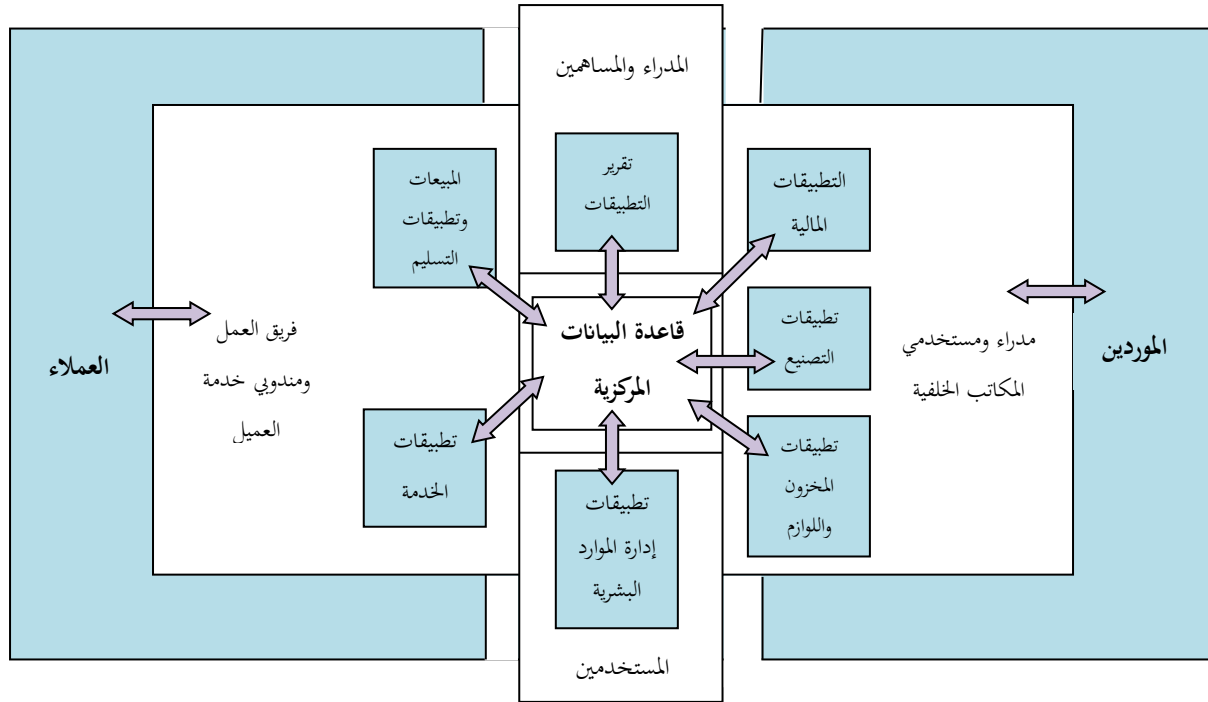 المدراء والمساهمين
تقرير
التطبيقات
التطبيقات
المالية
المبيعات
وتطبيقات
التسليم
تطبيقات
التصنيع
قاعدة البيانات
المركزية
الموردين
مدراء ومستخدمي
المكاتب الخلفية
فريق العمل
ومندوبي خدمة
العميل
العملاء
تطبيقات
المخزون
واللوازم
تطبيقات
الخدمة
تطبيقات
إدارة الموارد
البشرية
المستخدمين